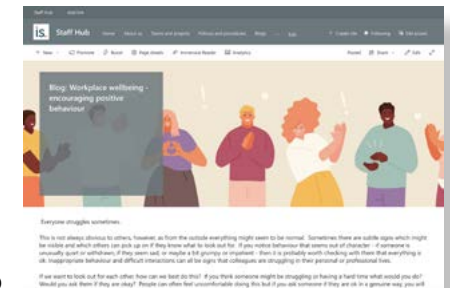 Staff Hub
is. Staff Hub Home About us Teams and projects Policies and procedures Blogs ... Edit Following
+ New Promote Page details Immersive Reader Analytics Posted Share Edit
Blog: Workplace wellbeing -
encouraging positive
behaviour
Everyone struggles sometimes.
This is not always obvious to others, however, as from the outside everything might seem to be normal. Sometimes there are subtle signs which might
be visible and which others can pick up on if they know what to look out for. If you notice behaviour that seems out of character - if someone is
unusually quiet or withdrawn, if they seem sad, or maybe a bit grumpy or impatient - then it is probably worth checking with them that everything is
ok. Inappropriate behaviour and difficult interactions can all be signs that colleagues are struggling in their personal or professional lives.
If we want to look out for each other, how can we best do this? If you think someone might be struggling or having a hard time what would you do?
Would you ask them if they are okay? People can often feel uncomfortable doing this but if you ask someone if they are ok in a genuine way, you will